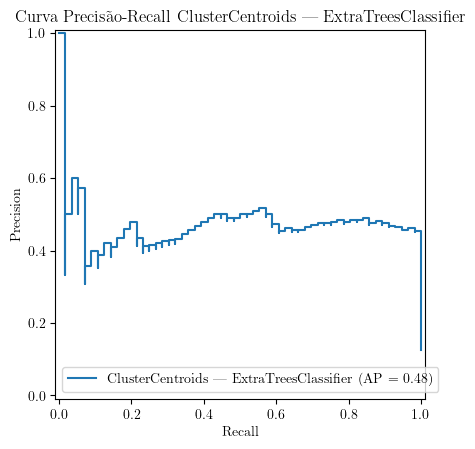 Curva Precisão-Recall ClusterCentroids — ExtraTreesClassifier
1.0
0.8
0.6
0.4
0.2
0.0
Precision
ClusterCentroids — ExtraTreesClassifier (AP = 0.48)
0.0 0.2 0.4 0.6 0.8 1.0
Recall